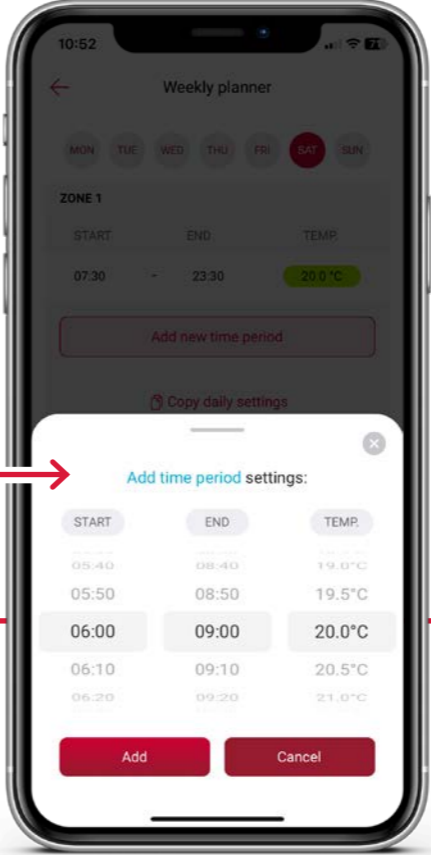 10:52
Weekly planner
MON TUE WED THU FRI SAT SUN
ZONE 1
START END TEMP.
07:30 - 23:30 20.0 °C
Add new time period
Copy daily settings
Add time period settings:
START END TEMP.
05:40 08:40 19.0°C
05:50 08:50 19.5°C
06:00 09:00 20.0°C
06:10 09:10 20.5°C
06:20 09:20 21.0°C
Add Cancel